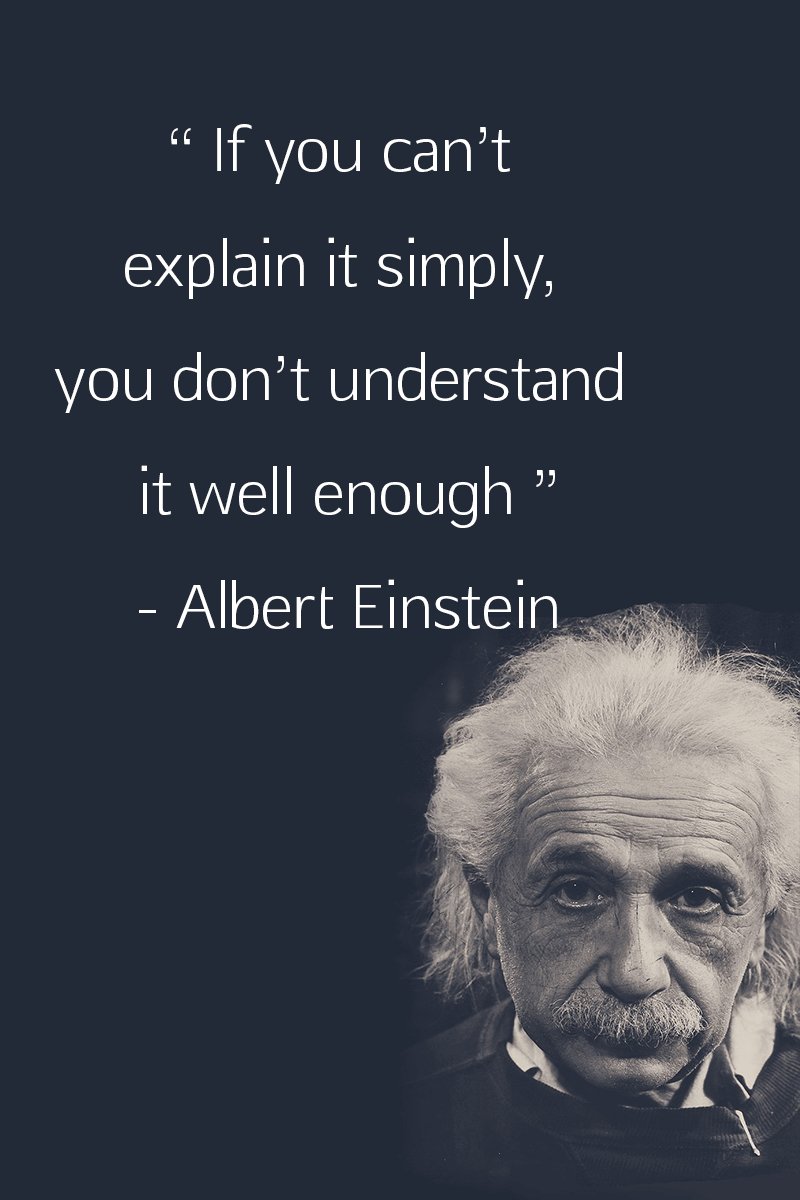 “ If you can’t
explain it simply,
you don’t understand
it well enough ”
- Albert Einstein